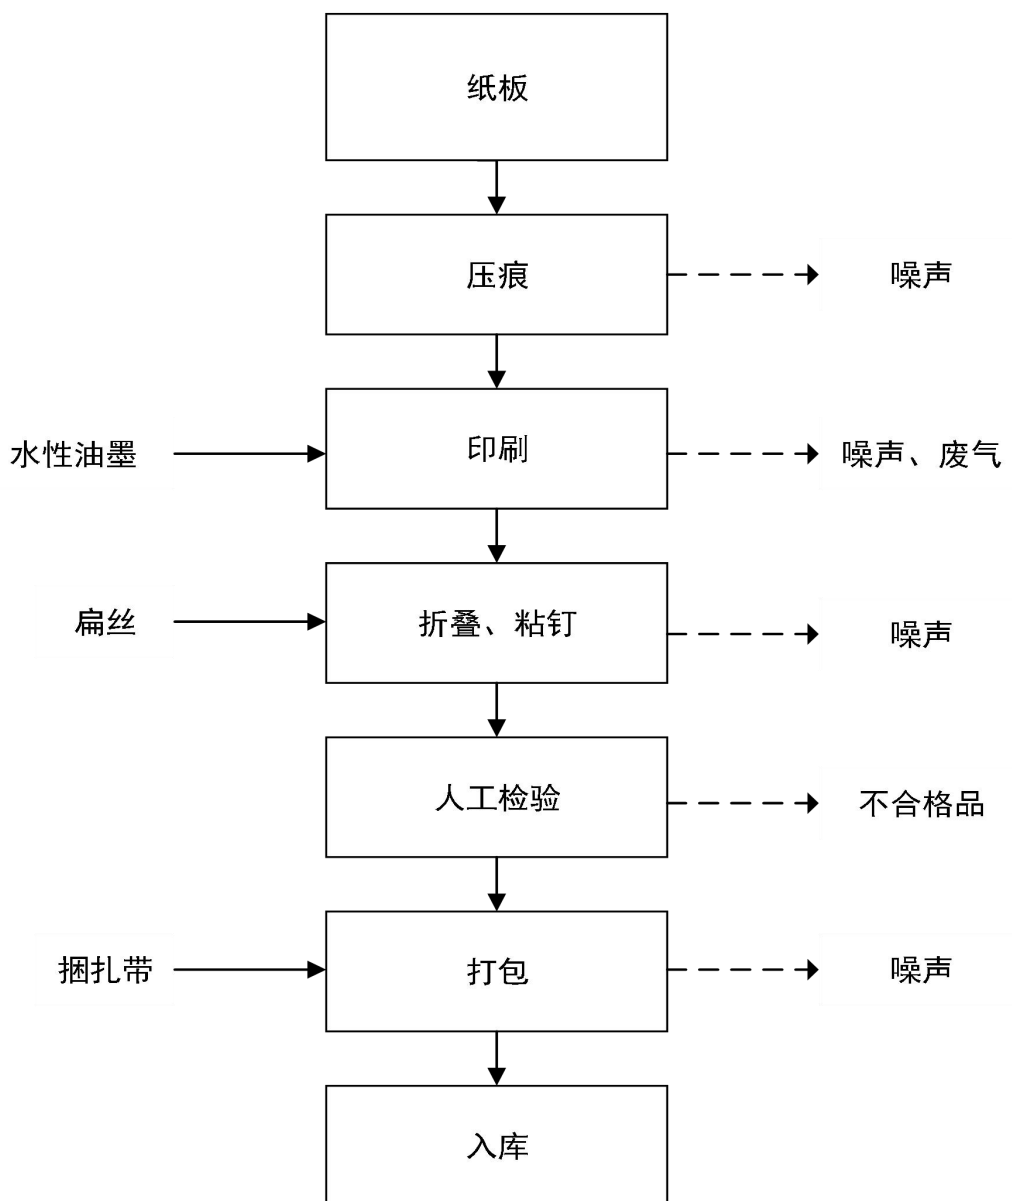 纸板
压痕
噪声
水性油墨
印刷
噪声、废气
扁丝
折叠、粘钉
噪声
人工检验
不合格品
捆扎带
打包
噪声
入库